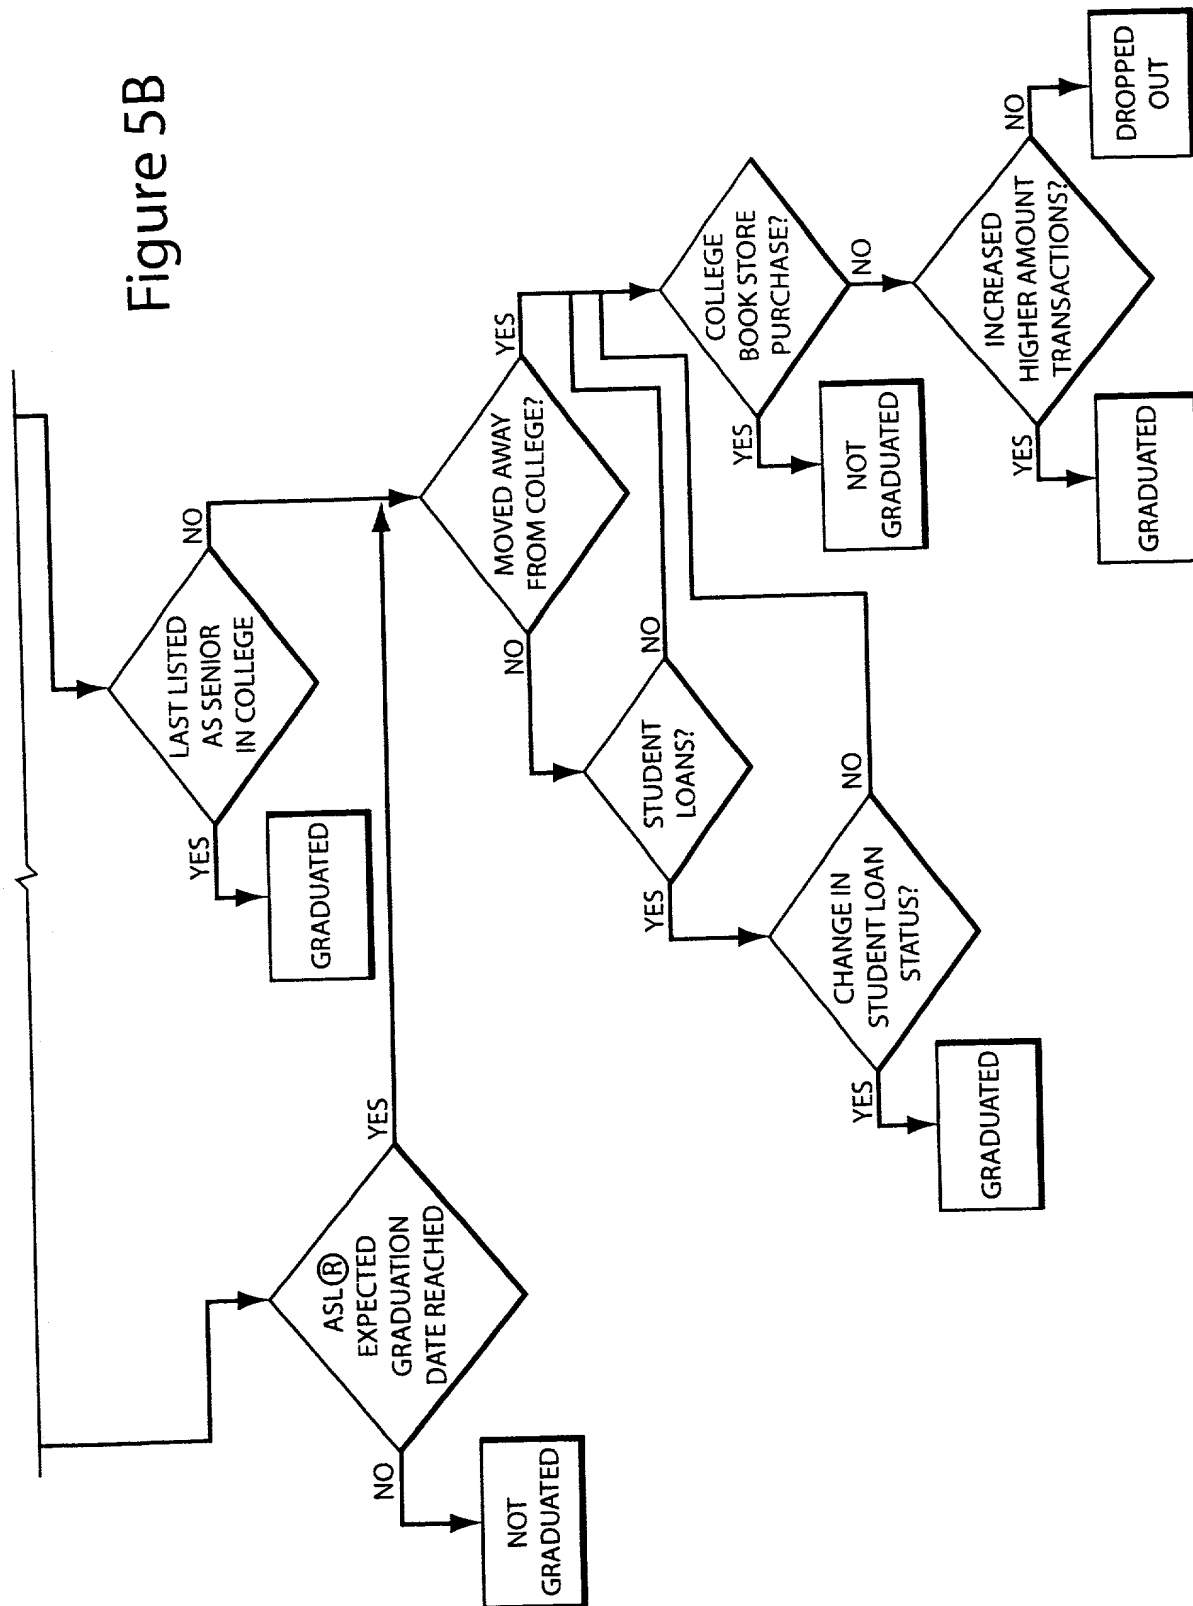 Figure 5B
LAST LISTED
AS SENIOR
IN COLLEGE
YES
NO
GRADUATED
ASL®
EXPECTED
GRADUATION
DATE REACHED
NO
YES
NOT
GRADUATED
MOVED AWAY
FROM COLLEGE?
NO
YES
STUDENT
LOANS?
YES
NO
CHANGE IN
STUDENT LOAN
STATUS?
YES
NO
GRADUATED
COLLEGE
BOOK STORE
PURCHASE?
YES
NO
NOT
GRADUATED
INCREASED
HIGHER AMOUNT
TRANSACTIONS?
YES
NO
GRADUATED
DROPPED
OUT